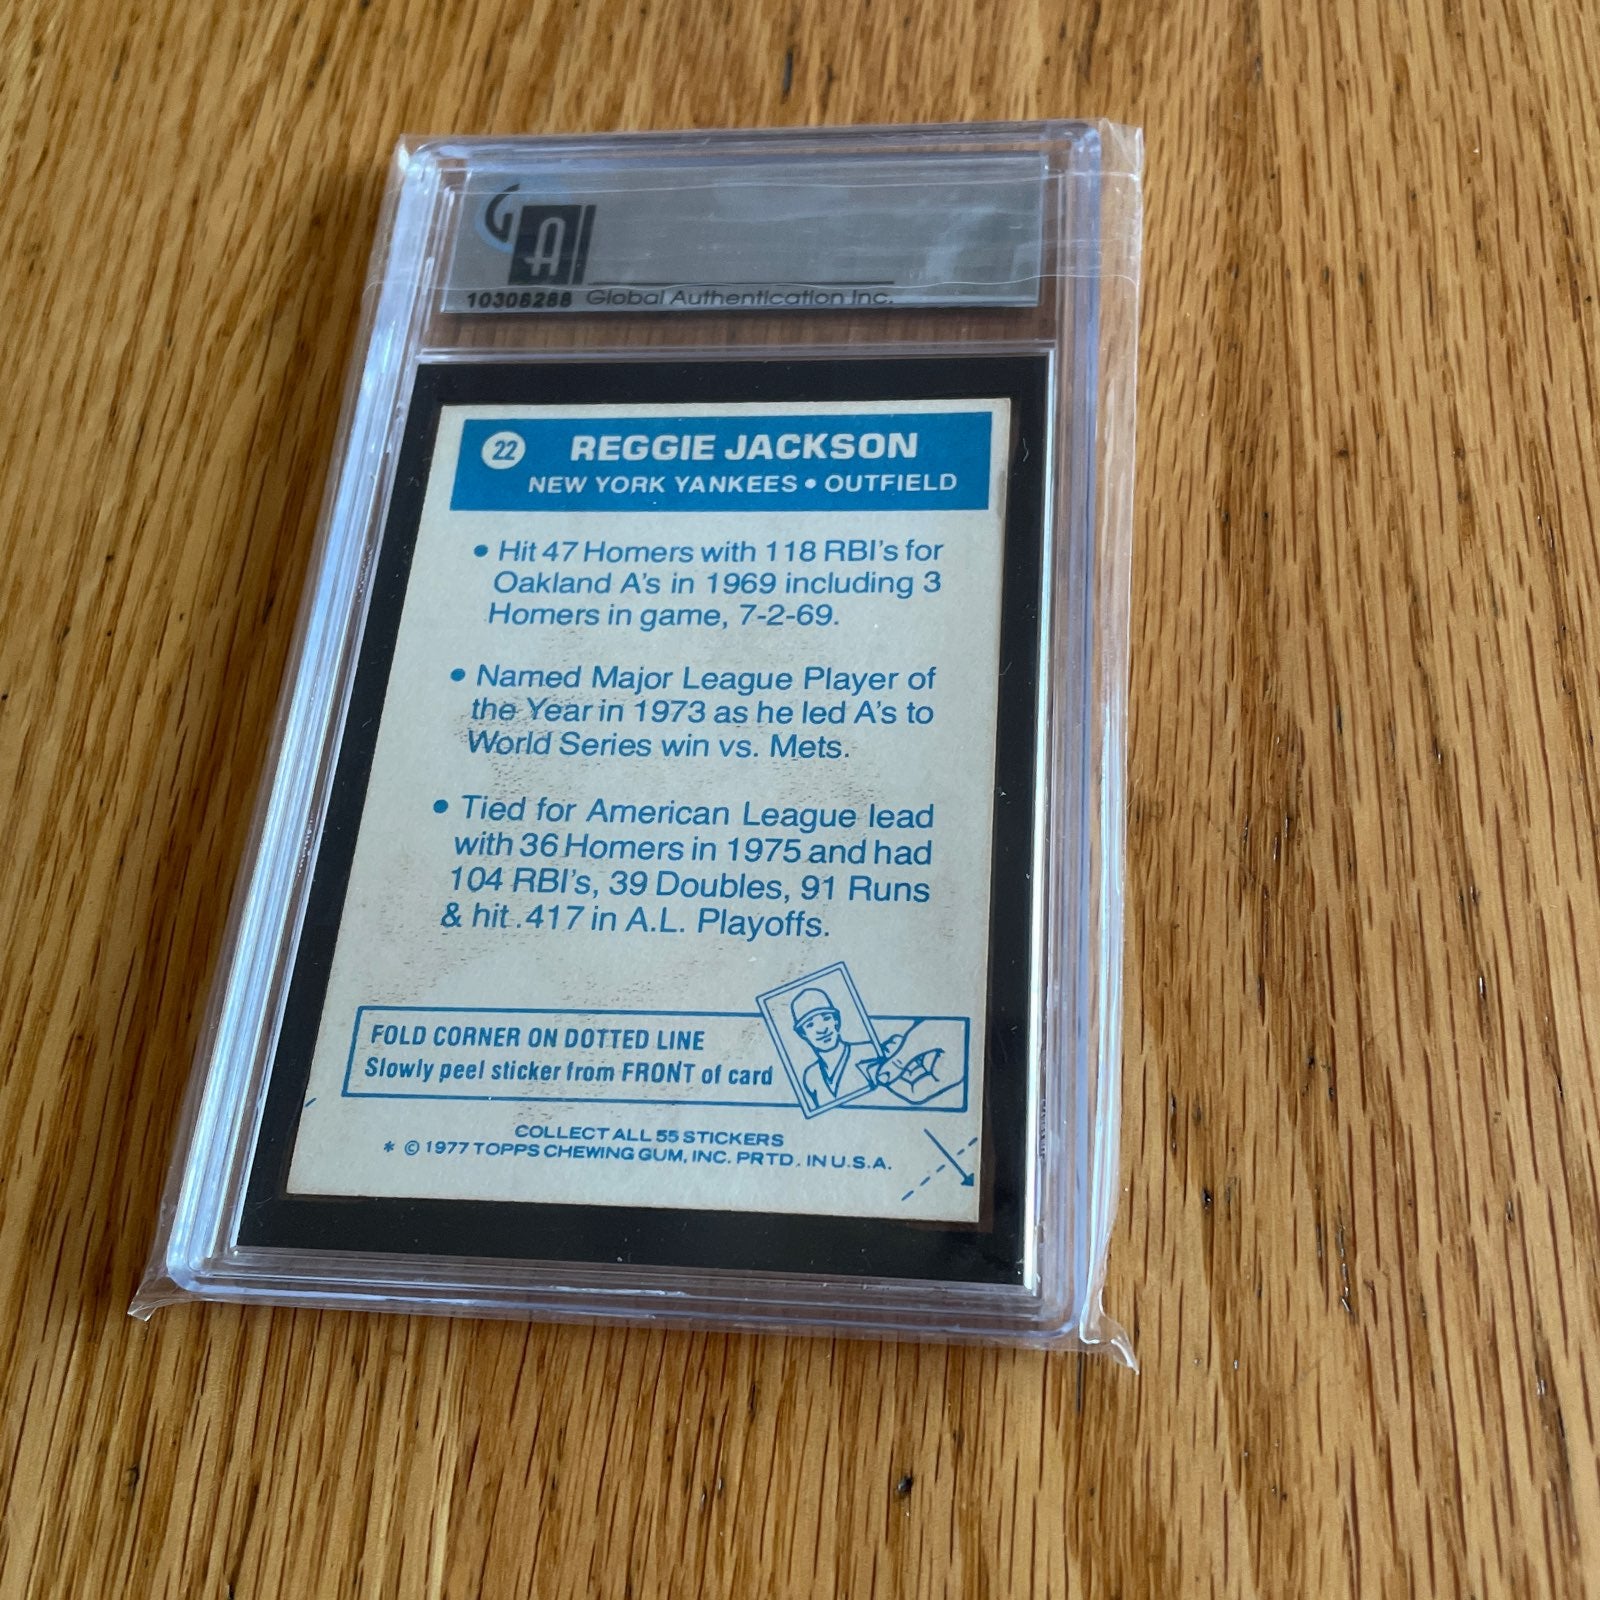 GA
10308288 Global Authentication Inc.
22 REGGIE JACKSON
NEW YORK YANKEES • OUTFIELD
• Hit 47 Homers with 118 RBI's for
Oakland A's in 1969 including 3
Homers in game, 7-2-69.
• Named Major League Player of
the Year in 1973 as he led A's to
World Series win vs. Mets.
• Tied for American League lead
with 36 Homers in 1975 and had
104 RBI's, 39 Doubles, 91 Runs
& hit .417 in A.L. Playoffs.
FOLD CORNER ON DOTTED LINE
Slowly peel sticker from FRONT of card
COLLECT ALL 55 STICKERS
* © 1977 TOPPS CHEWING GUM, INC. PRTD. IN U.S.A.